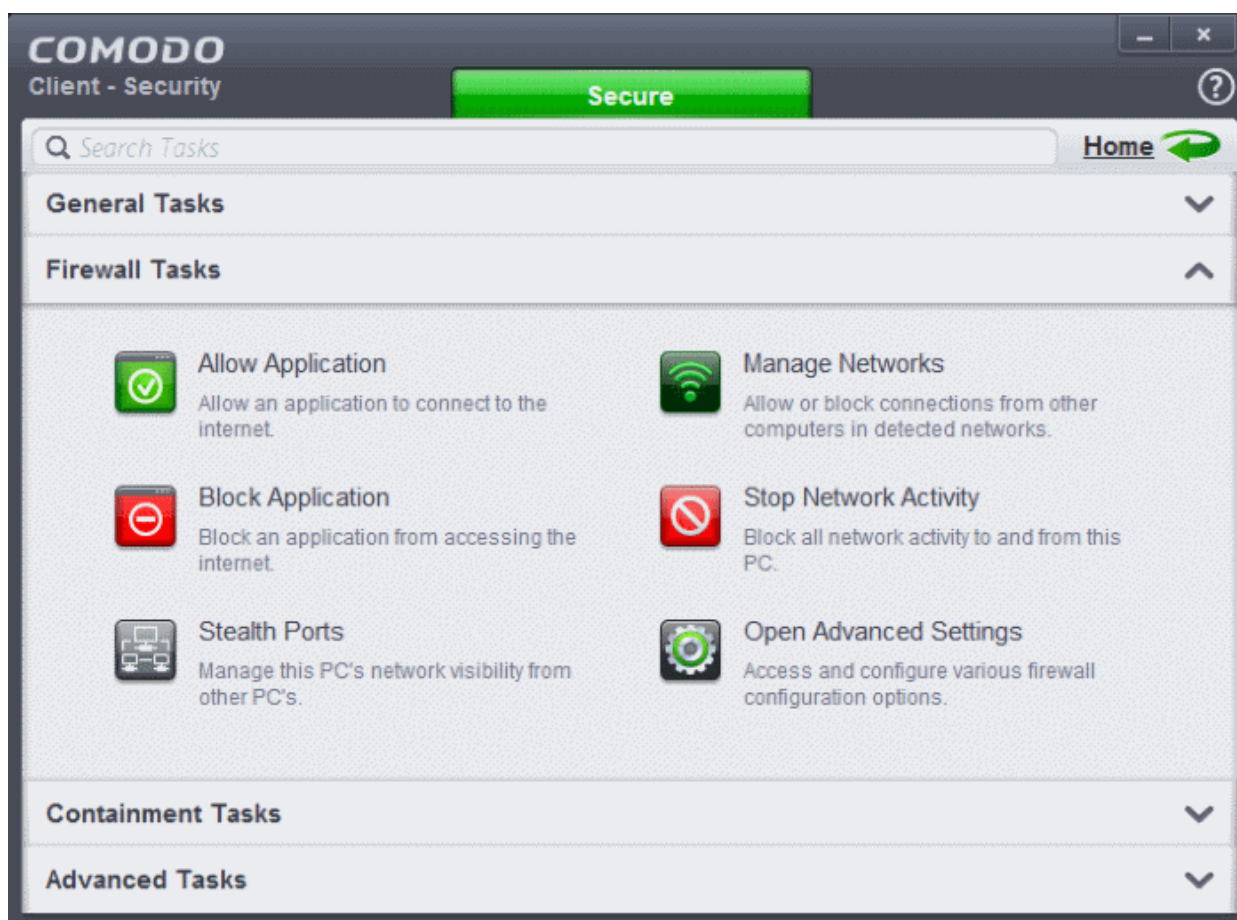 COMODO
Client - Security
Secure
Search Tasks
Home
General Tasks
Firewall Tasks
Allow Application
Allow an application to connect to the
internet.
Manage Networks
Allow or block connections from other
computers in detected networks.
Block Application
Block an application from accessing the
internet.
Stop Network Activity
Block all network activity to and from this
PC.
Stealth Ports
Manage this PC's network visibility from
other PC's.
Open Advanced Settings
Access and configure various firewall
configuration options.
Containment Tasks
Advanced Tasks